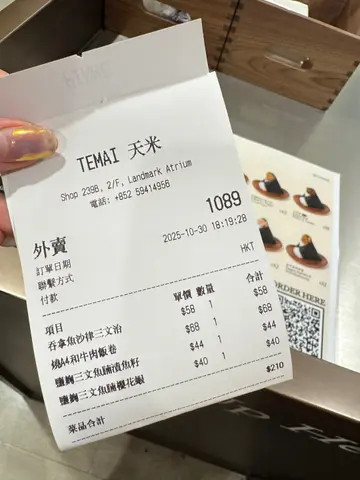 TEMAI 天米
Shop 239B, 2/F, Landmark Atrium
電話: +852 59414956
1089
外賣
訂單日期 2025-10-30 18:19:28
聯繫方式
付款 HKT
項目 單價 數量 合計
吞拿魚沙律三文治 $58 1 $58
燒A4和牛肉飯卷 $68 1 $68
鹽麴三文魚腩漬魚籽 $44 1 $44
鹽麴三文魚腩櫻花蝦 $40 1 $40
菜品合計 $210
ORDER HERE